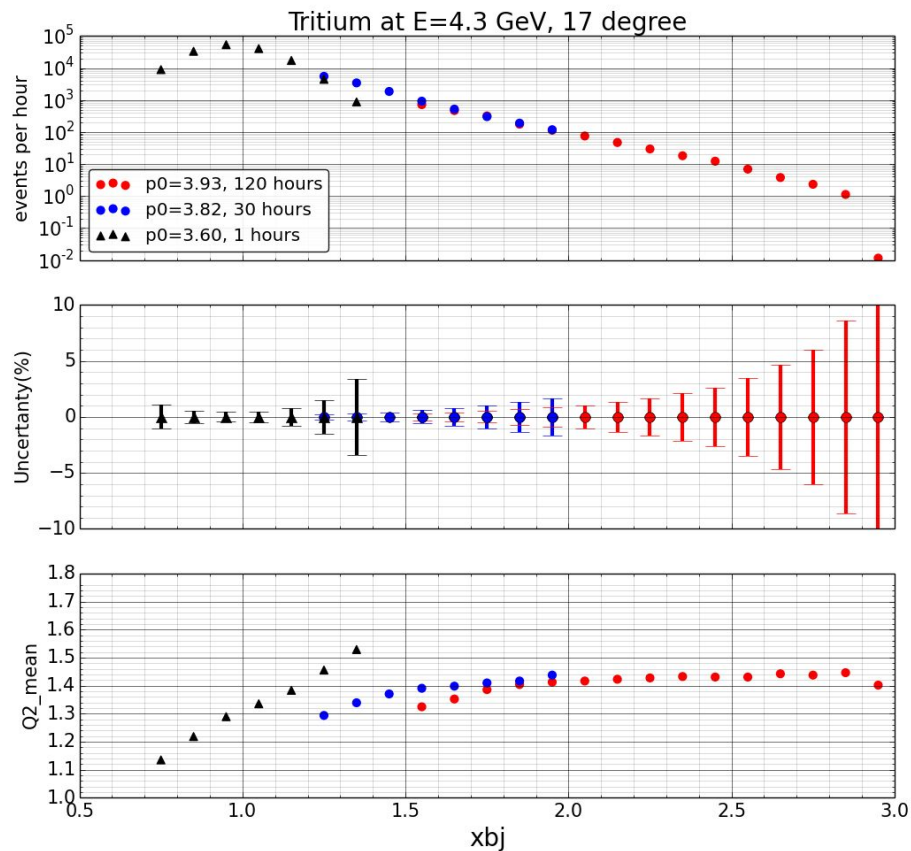 Tritium at E=4.3 GeV, 17 degree
events per hour
10^5
10^4
10^3
10^2
10^1
10^0
10^-1
10^-2
p0=3.93, 120 hours
p0=3.82, 30 hours
p0=3.60, 1 hours
Uncertanty(%)
10
5
0
−5
−10
Q2_mean
1.8
1.7
1.6
1.5
1.4
1.3
1.2
1.1
1.0
0.5 1.0 1.5 2.0 2.5 3.0
xbj